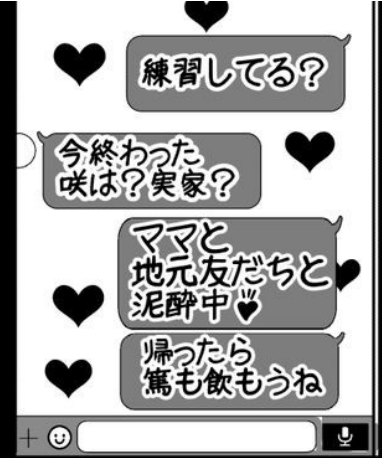 練習してる?
今終わった
咲は?実家?
ママと
地元友だちと
泥酔中
帰ったら
篤も飲もうね